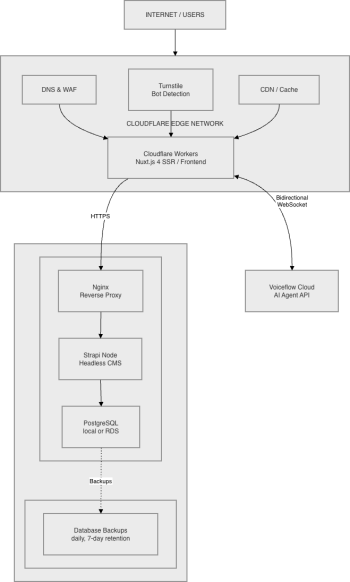 INTERNET / USERS
DNS & WAF
Turnstile
Bot Detection
CDN / Cache
CLOUDFLARE EDGE NETWORK
Cloudflare Workers
Nuxt.js 4 SSR / Frontend
HTTPS
Bidirectional
WebSocket
Nginx
Reverse Proxy
Voiceflow Cloud
AI Agent API
Strapi Node
Headless CMS
PostgreSQL
local or RDS
Backups
Database Backups
daily, 7-day retention